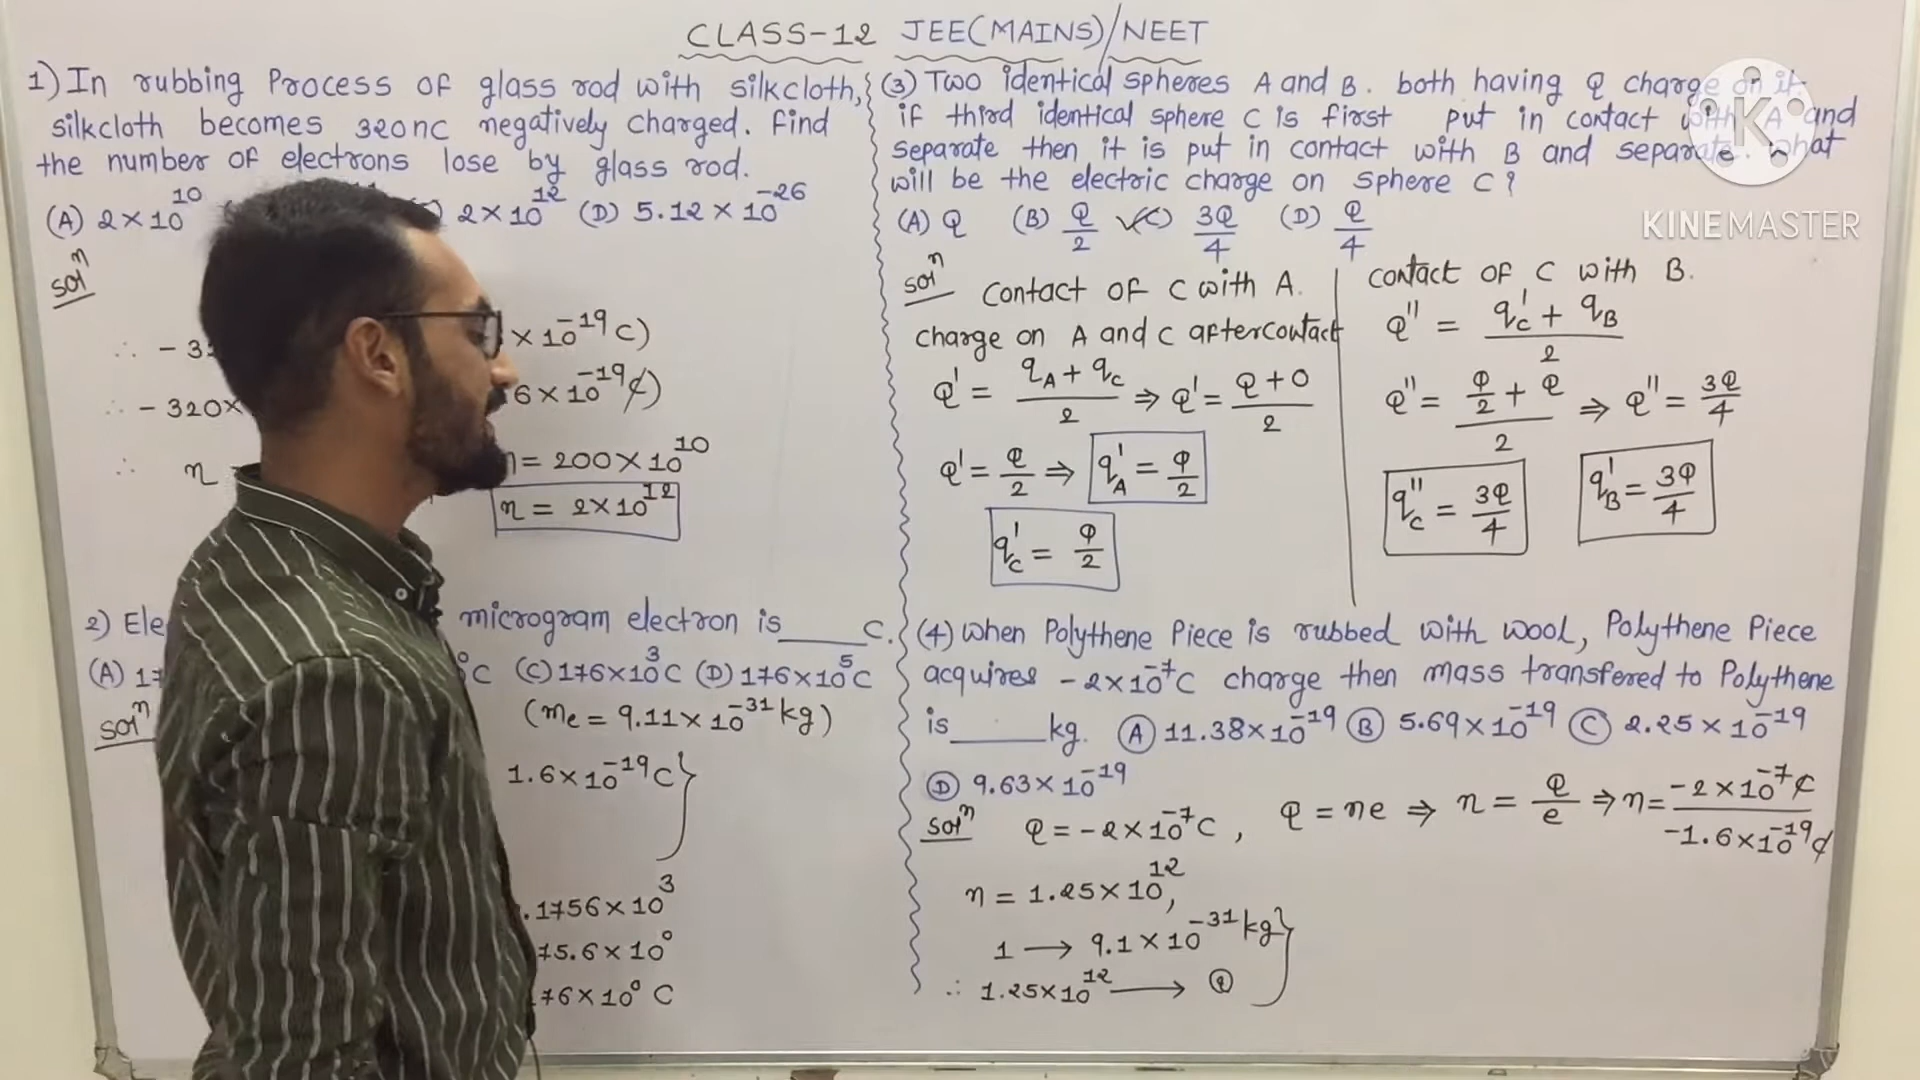 CLASS-12 JEE(MAINS)/NEET
1) In rubbing Process of glass rod with silkcloth,
silkcloth becomes 320nc negatively charged. Find
the number of electrons lose by glass rod.
(A) 2×10^10 2×10^12 (D) 5.12×10^-26
Sol^n
∴ - 3 ×10^-19 C)
∴ - 320× 6×10^-19 C)
∴ n = 200×10^10
n = 2×10^12
2) Ele microgram electron is____C.
(A) 17 °C (C) 176×10^3 C (D) 176×10^5 C
Sol^n (me = 9.11×10^-31 kg)
1.6×10^-19 C}
.1756×10^3
75.6×10^0
76×10^0 C
(3) Two identical spheres A and B. both having Q charge on it.
if third identical sphere C is first put in contact with A and
separate then it is put in contact with B and separate. what
will be the electric charge on sphere C?
(A) Q (B) Q/2 ✓(C) 3Q/4 (D) Q/4
Sol^n Contact of C with A.
charge on A and C aftercontact
Q' = (qA + qC)/2 ⇒ Q' = (Q+0)/2
Q' = Q/2 ⇒ q'A = Q/2
q'C = Q/2
Contact of C with B.
Q'' = (q'C + qB)/2
Q'' = (Q/2 + Q)/2 ⇒ Q'' = 3Q/4
q''C = 3Q/4 q'B = 3Q/4
(4) when Polythene Piece is rubbed with wool, Polythene Piece
acquires -2×10^-7 C charge then mass transfered to Polythene
is____kg. (A) 11.38×10^-19 (B) 5.69×10^-19 (C) 2.25×10^-19
(D) 9.63×10^-19
Sol^n Q = -2×10^-7 C, Q = ne ⇒ n = Q/e ⇒ n = -2×10^-7 C/-1.6×10^-19 C
n = 1.25×10^12,
1 → 9.1×10^-31 kg}
∴ 1.25×10^12 → (?)
K
KINEMASTER